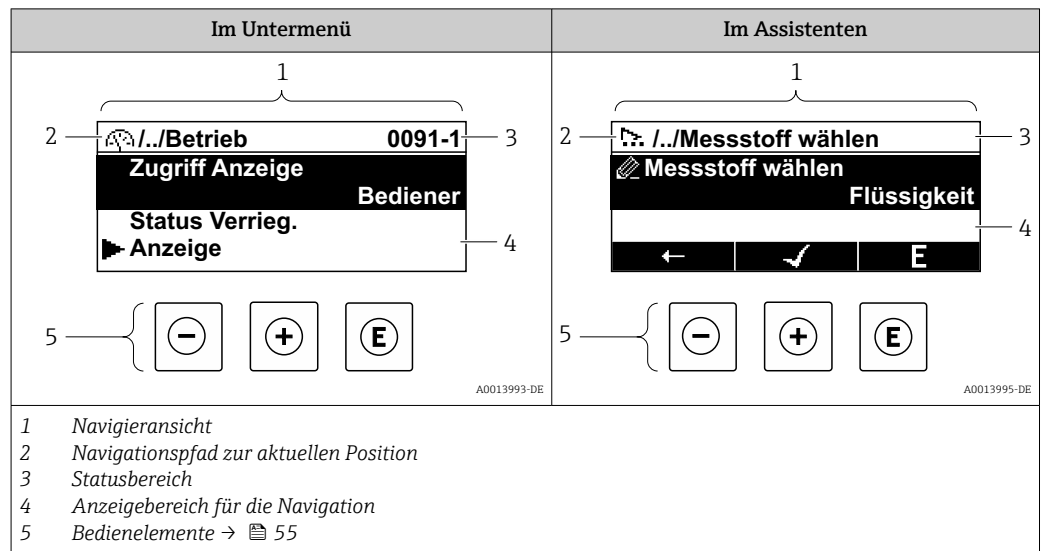 Im Untermenü
Im Assistenten
1
2
/../Betrieb 0091-1
3
Zugriff Anzeige
Bediener
Status Verrieg.
Anzeige
4
5
- + E
A0013993-DE
1
2
/../Messstoff wählen
3
Messstoff wählen
Flüssigkeit
4
← ✓ E
5
- + E
A0013995-DE
1 Navigieransicht
2 Navigationspfad zur aktuellen Position
3 Statusbereich
4 Anzeigebereich für die Navigation
5 Bedienelemente → 55